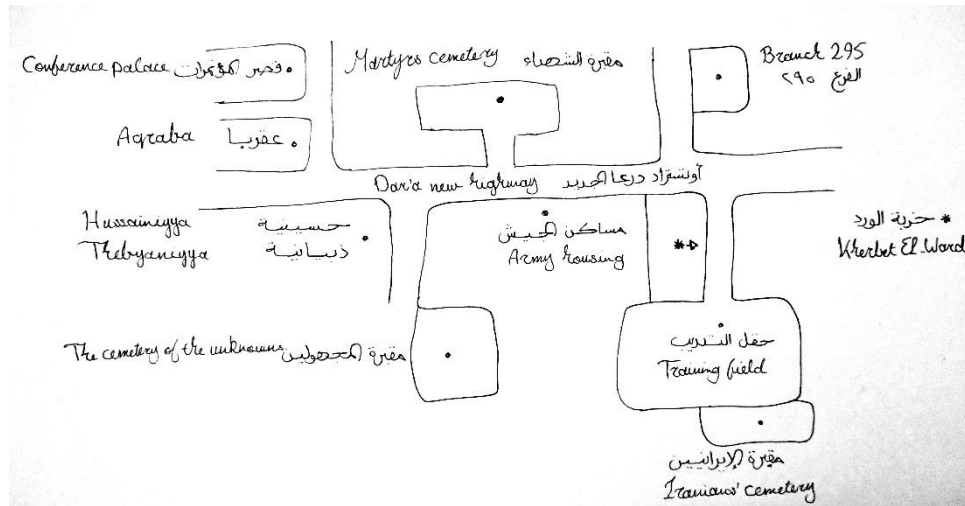 Conference palace قصر المؤتمرات
Martyrs cemetery مقبرة الشهداء
Branch 295
الفرع ٢٩٥
Aqraba عقربا
Dar'a new highway أوتستراد درعا الجديد
Hussainiyya حسينية
Thebyaniyya ذبيانية
مساكن الجيش
Army housing
خربة الورد
Kherbet El-Ward
The cemetery of the unknowns مقبرة المجهولين
حقل التدريب
Training field
مقبرة الإيرانيين
Iranians' cemetery